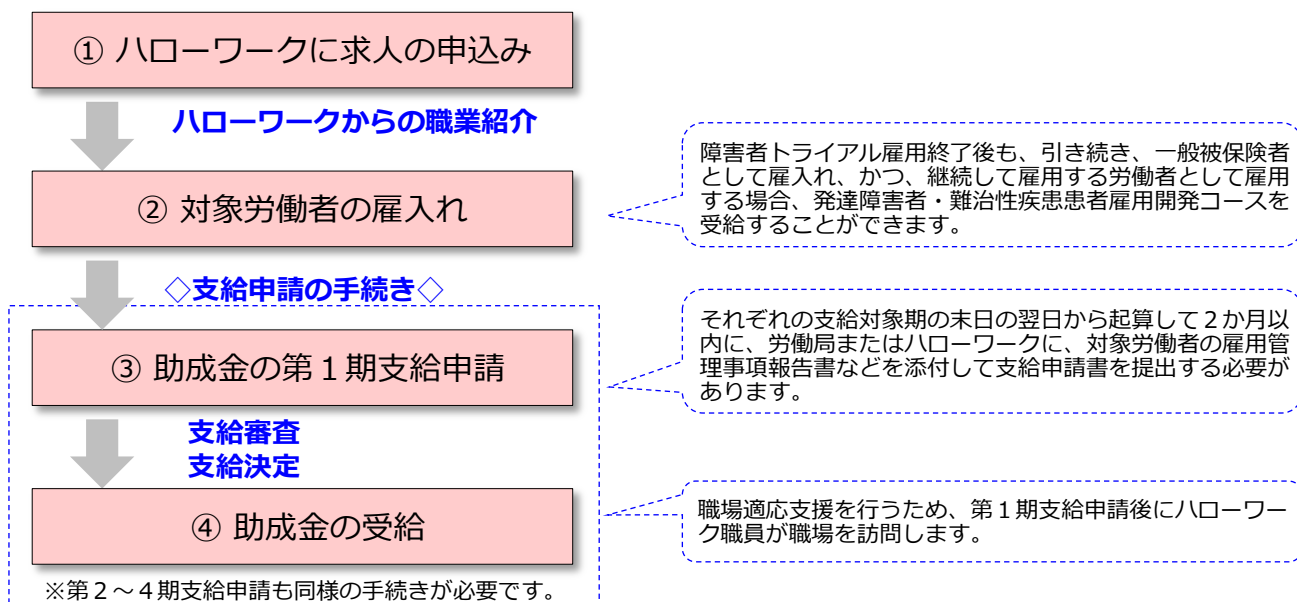 ① ハローワークに求人の申込み
ハローワークからの職業紹介
② 対象労働者の雇入れ
障害者トライアル雇用終了後も、引き続き、一般被保険者
として雇入れ、かつ、継続して雇用する労働者として雇用
する場合、発達障害者・難治性疾患患者雇用開発コースを
受給することができます。
◇支給申請の手続き◇
③ 助成金の第１期支給申請
それぞれの支給対象期の末日の翌日から起算して２か月以
内に、労働局またはハローワークに、対象労働者の雇用管
理事項報告書などを添付して支給申請書を提出する必要が
あります。
支給審査
支給決定
④ 助成金の受給
職場適応支援を行うため、第１期支給申請後にハローワー
ク職員が職場を訪問します。
※第２～４期支給申請も同様の手続きが必要です。